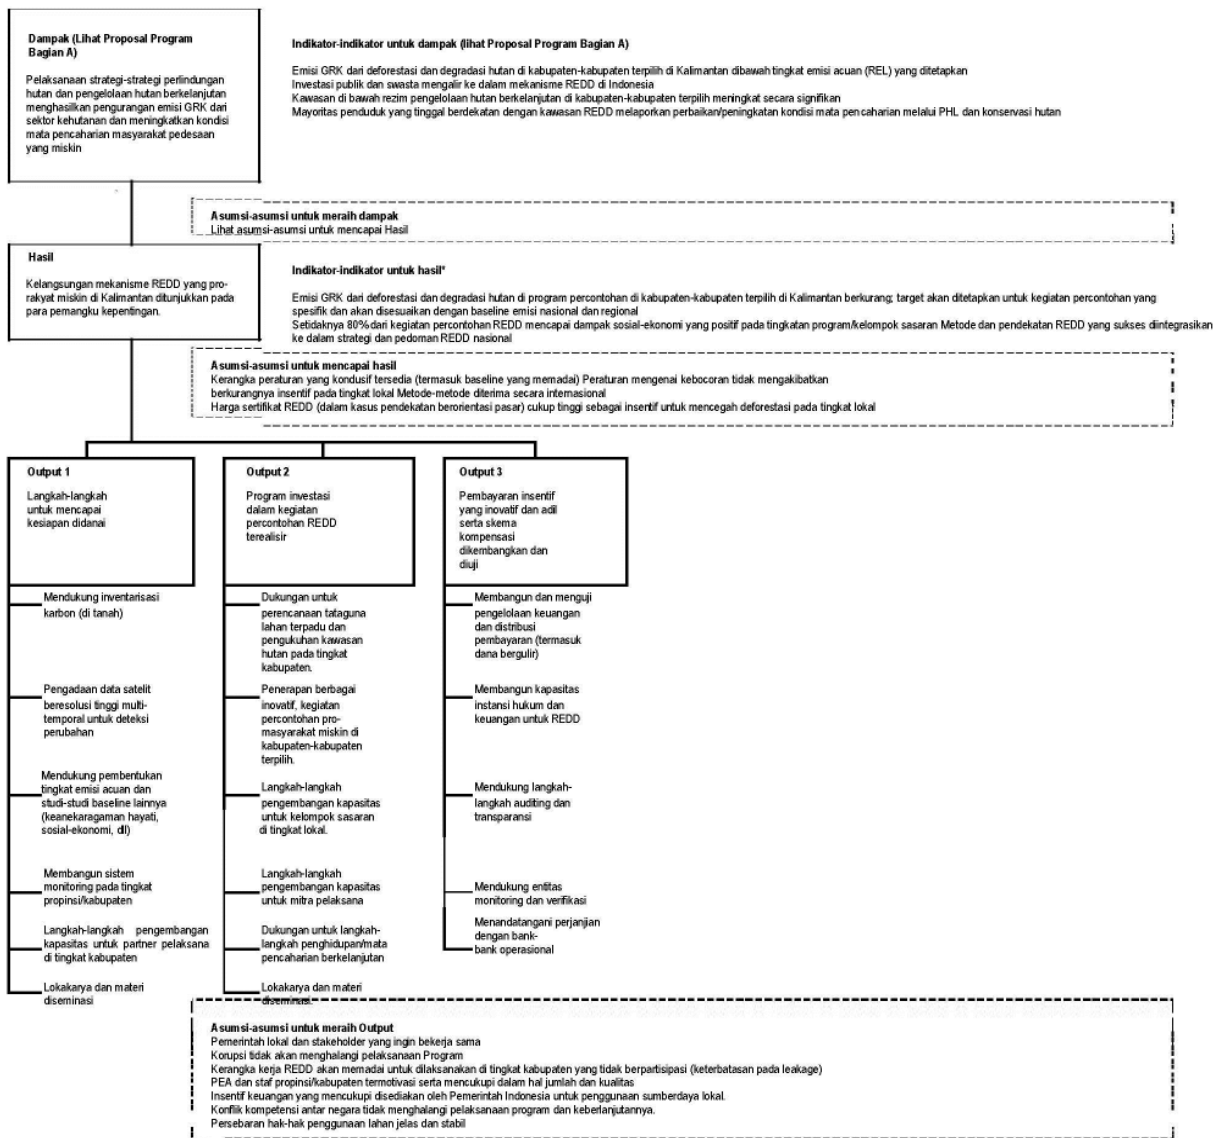 Dampak (Lihat Proposal Program
Bagian A)
Pelaksanaan strategi-strategi perlindungan
hutan dan pengelolaan hutan berkelanjutan
menghasilkan pengurangan emisi GRK dari
sektor kehutanan dan meningkatkan kondisi
mata pencaharian masyarakat pedesaan
yang miskin
Indikator-indikator untuk dampak (lihat Proposal Program Bagian A)
Emisi GRK dari deforestasi dan degradasi hutan di kabupaten-kabupaten terpilih di Kalimantan dibawah tingkat emisi acuan (REL) yang ditetapkan
Investasi publik dan swasta mengalir ke dalam mekanisme REDD di Indonesia
Kawasan di bawah rezim pengelolaan hutan berkelanjutan di kabupaten-kabupaten terpilih meningkat secara signifikan
Mayoritas penduduk yang tinggal berdekatan dengan kawasan REDD melaporkan perbaikan/peningkatan kondisi mata pencaharian melalui PHL dan konservasi hutan
Asumsi-asumsi untuk meraih dampak
Lihat asumsi-asumsi untuk mencapai Hasil
Hasil
Kelangsungan mekanisme REDD yang pro-
rakyat miskin di Kalimantan ditunjukkan pada
para pemangku kepentingan.
Indikator-indikator untuk hasil*
Emisi GRK dari deforestasi dan degradasi hutan di program percontohan di kabupaten-kabupaten terpilih di Kalimantan berkurang; target akan ditetapkan untuk kegiatan percontohan yang
spesifik dan akan disesuaikan dengan baseline emisi nasional dan regional
Setidaknya 80% dari kegiatan percontohan REDD mencapai dampak sosial-ekonomi yang positif pada tingkatan program/kelompok sasaran Metode dan pendekatan REDD yang sukses diintegrasikan
ke dalam strategi dan pedoman REDD nasional
Asumsi-asumsi untuk mencapai hasil
Kerangka peraturan yang kondusif tersedia (termasuk baseline yang memadai) Peraturan mengenai kebocoran tidak mengakibatkan
berkurangnya insentif pada tingkat lokal Metode-metode diterima secara internasional
Harga sertifikat REDD (dalam kasus pendekatan berorientasi pasar) cukup tinggi sebagai insentif untuk mencegah deforestasi pada tingkat lokal
Output 1
Langkah-langkah
untuk mencapai
kesiapan didanai
Mendukung inventarisasi
karbon (di tanah)
Pengadaan data satelit
beresolusi tinggi multi-
temporal untuk deteksi
perubahan
Mendukung pembentukan
tingkat emisi acuan dan
studi-studi baseline lainnya
(keanekaragaman hayati,
sosial-ekonomi, dll)
Membangun sistem
monitoring pada tingkat
propinsi/kabupaten
Langkah-langkah pengembangan
kapasitas untuk partner pelaksana
di tingkat kabupaten
Lokakarya dan materi
diseminasi
Output 2
Program investasi
dalam kegiatan
percontohan REDD
terealisir
Dukungan untuk
perencanaan tataguna
lahan terpadu dan
pengukuhan kawasan
hutan pada tingkat
kabupaten.
Penerapan berbagai
inovatif, kegiatan
percontohan pro-
masyarakat miskin di
kabupaten-kabupaten
terpilih.
Langkah-langkah
pengembangan kapasitas
untuk kelompok sasaran
di tingkat lokal.
Langkah-langkah
pengembangan kapasitas
untuk mitra pelaksana
Dukungan untuk langkah-
langkah penghidupan/mata
pencaharian berkelanjutan
Lokakarya dan materi
diseminasi.
Output 3
Pembayaran insentif
yang inovatif dan adil
serta skema
kompensasi
dikembangkan dan
diuji
Membangun dan menguji
pengelolaan keuangan
dan distribusi
pembayaran (termasuk
dana bergulir)
Membangun kapasitas
instansi hukum dan
keuangan untuk REDD
Mendukung langkah-
langkah auditing dan
transparansi
Mendukung entitas
monitoring dan verifikasi
Menandatangani perjanjian
dengan bank-
bank operasional
Asumsi-asumsi untuk meraih Output
Pemerintah lokal dan stakeholder yang ingin bekerja sama
Korupsi tidak akan menghalangi pelaksanaan Program
Kerangka kerja REDD akan memadai untuk dilaksanakan di tingkat kabupaten yang tidak berpartisipasi (keterbatasan pada leakage)
PEA dan staf propinsi/kabupaten termotivasi serta mencukupi dalam hal jumlah dan kualitas
Insentif keuangan yang mencukupi disediakan oleh Pemerintah Indonesia untuk penggunaan sumberdaya lokal.
Konflik kompetensi antar negara tidak menghalangi pelaksanaan program dan keberlanjutannya.
Persebaran hak-hak penggunaan lahan jelas dan stabil